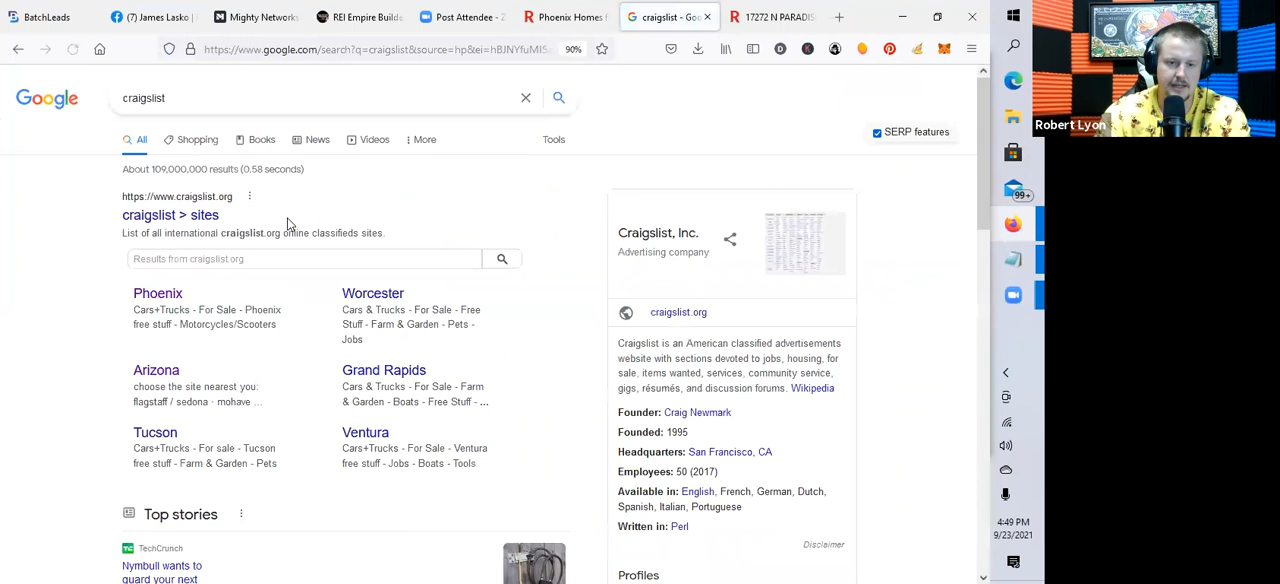 BatchLeads
(7) James Lasko |
Mighty Networks
REI Empire Builde
Post Attendee - Z
Phoenix Homes f
craigslist - Goo
17272 N PARADIS
90%
https://www.google.com/search?q=craigslist&source=hp&ei=hBJNYfuMIS
Robert Lyon
Google
craigslist
All
Shopping
Books
News
Videos
More
Tools
SERP features
About 109,000,000 results (0.58 seconds)
https://www.craigslist.org
craigslist > sites
List of all international craigslist.org online classifieds sites.
Results from craigslist.org
Phoenix
Cars+Trucks - For Sale - Phoenix
free stuff - Motorcycles/Scooters
Worcester
Cars & Trucks - For Sale - Free
Stuff - Farm & Garden - Pets -
Jobs
Arizona
choose the site nearest you:
flagstaff / sedona · mohave ...
Grand Rapids
Cars & Trucks - For Sale - Farm
& Garden - Boats - Free Stuff - ...
Tucson
Cars+Trucks - For sale - Tucson
free stuff - Farm & Garden - Pets
Ventura
Cars+Trucks - For Sale - Ventura
free stuff - Jobs - Boats - Tools
Top stories
TechCrunch
Nymbull wants to
guard your next
Craigslist, Inc.
Advertising company
craigslist.org
Craigslist is an American classified advertisements
website with sections devoted to jobs, housing, for
sale, items wanted, services, community service,
gigs, résumés, and discussion forums. Wikipedia
Founder: Craig Newmark
Founded: 1995
Headquarters: San Francisco, CA
Employees: 50 (2017)
Available in: English, French, German, Dutch,
Spanish, Italian, Portuguese
Written in: Perl
Disclaimer
Profiles
99+
4:49 PM
9/23/2021